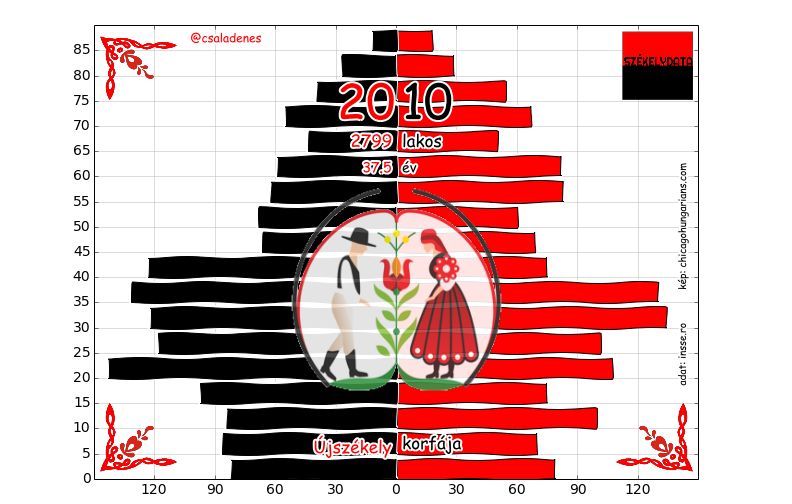 @csaladenes
SZÉKELYDATA
2010
2799 lakos
37.5 év
Újszékely korfája
kép: chicagohungarians.com
adat: insse.ro
85
80
75
70
65
60
55
50
45
40
35
30
25
20
15
10
5
0
120 90 60 30 0 30 60 90 120